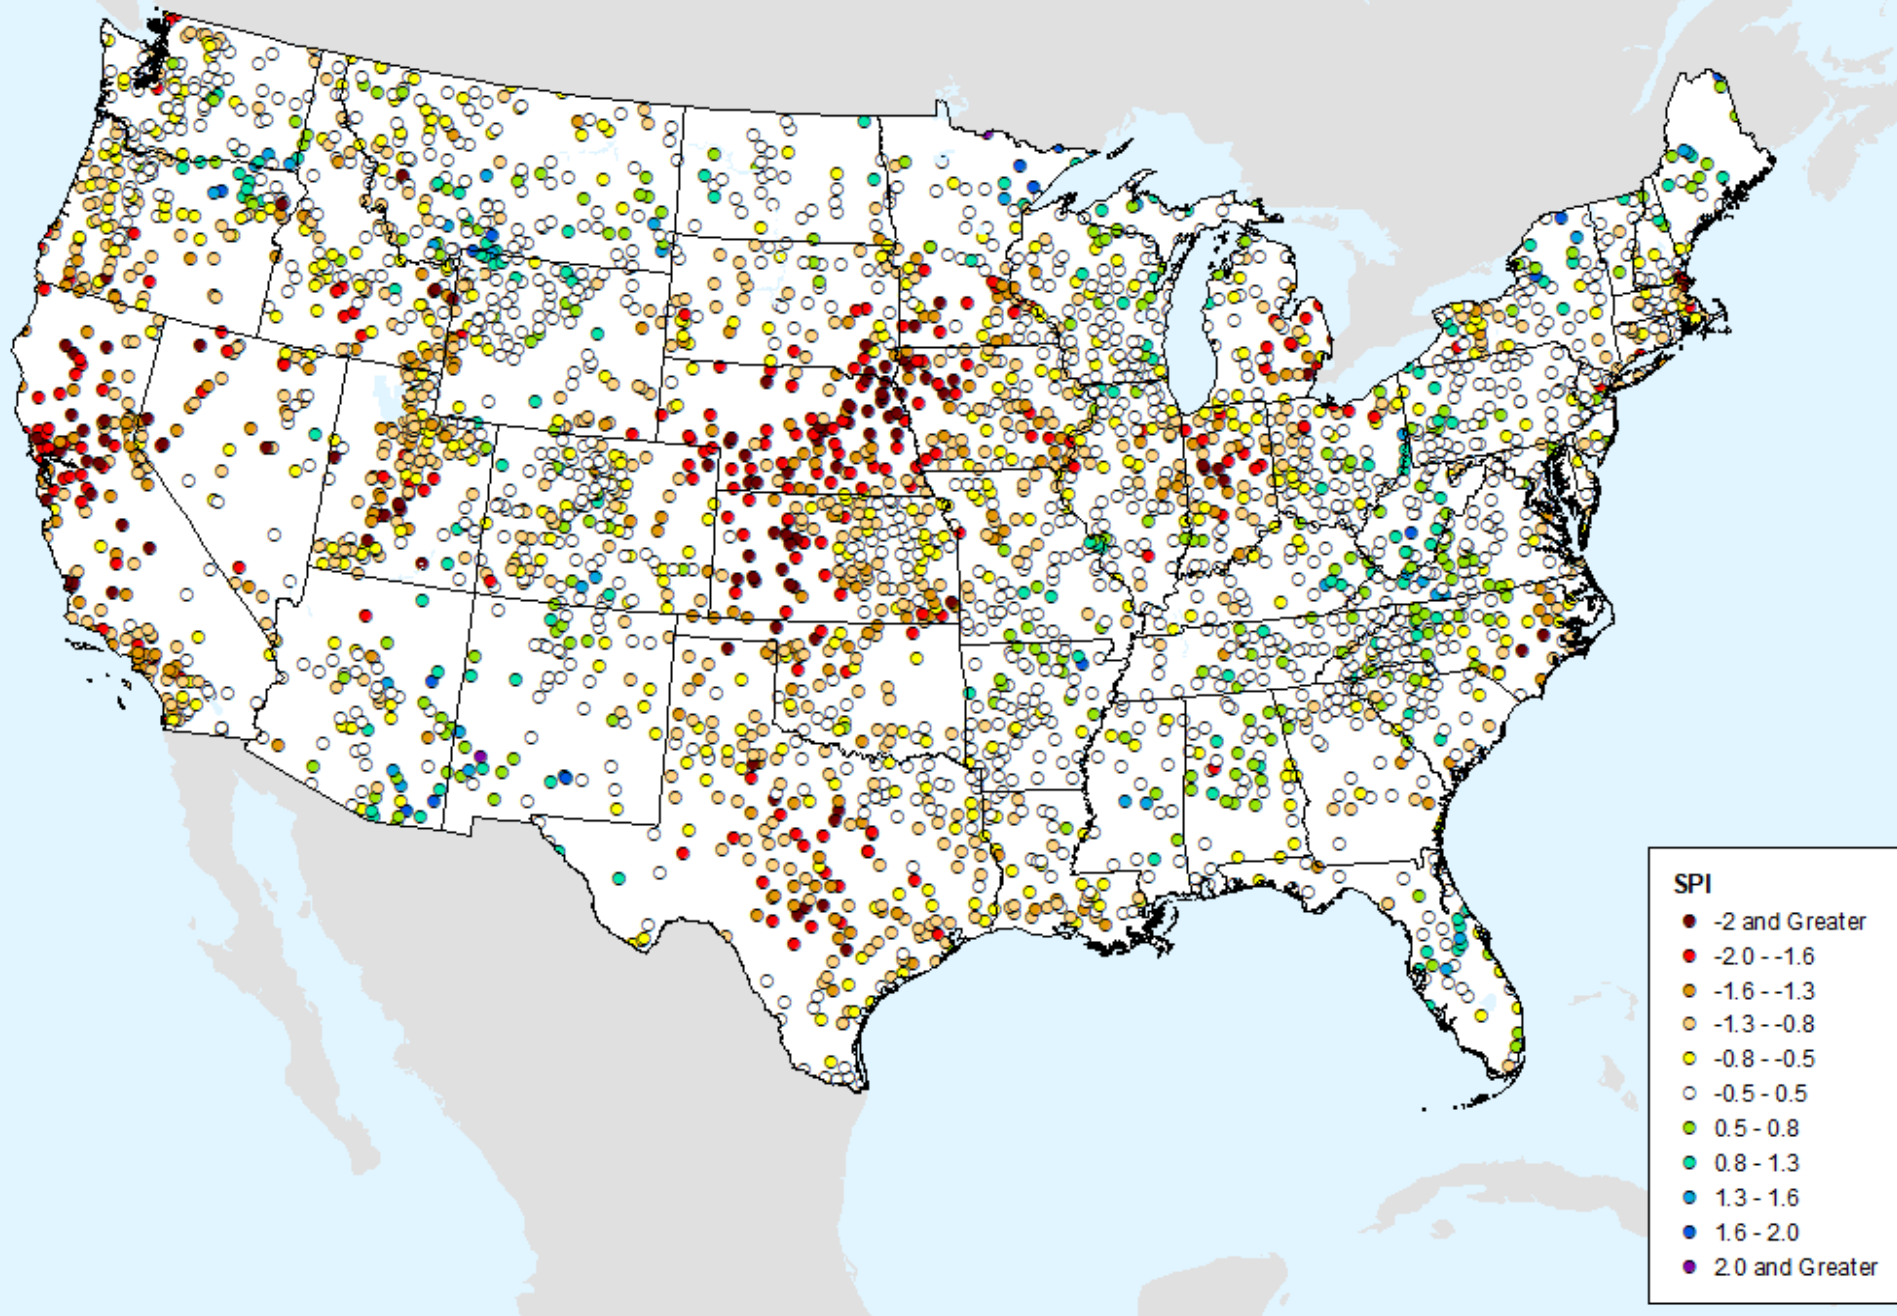 SPI
-2 and Greater
-2.0 - -1.6
-1.6 - -1.3
-1.3 - -0.8
-0.8 - -0.5
-0.5 - 0.5
0.5 - 0.8
0.8 - 1.3
1.3 - 1.6
1.6 - 2.0
2.0 and Greater